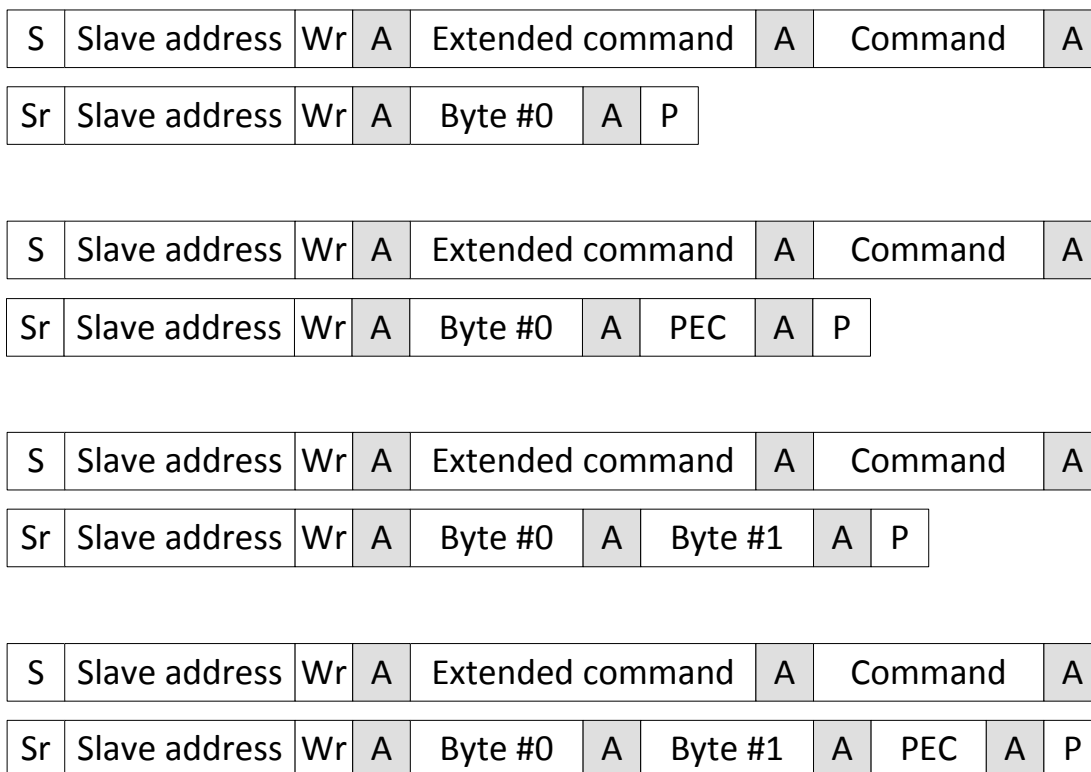 S Slave address Wr A Extended command A Command A
Sr Slave address Wr A Byte #0 A P
S Slave address Wr A Extended command A Command A
Sr Slave address Wr A Byte #0 A PEC A P
S Slave address Wr A Extended command A Command A
Sr Slave address Wr A Byte #0 A Byte #1 A P
S Slave address Wr A Extended command A Command A
Sr Slave address Wr A Byte #0 A Byte #1 A PEC A P